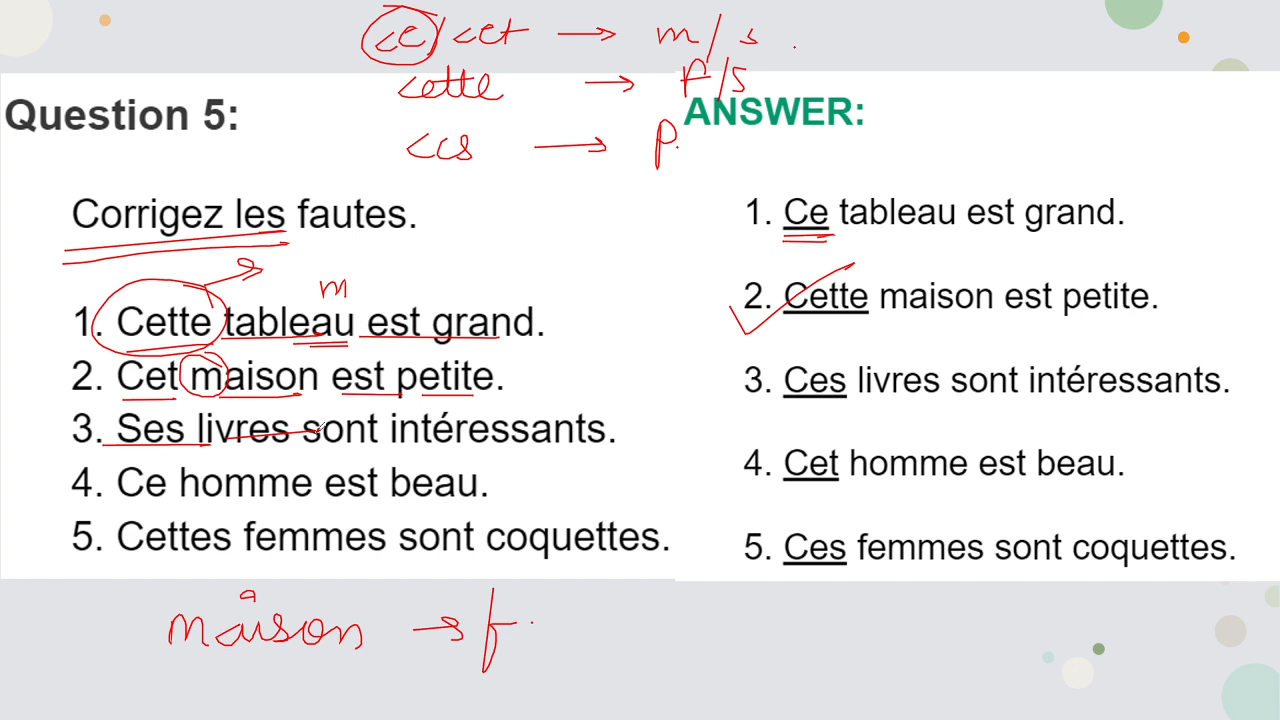 ce/cet → m/s.
cette → F/S
ces → p.
Question 5:
Corrigez les fautes.
m
1. Cette tableau est grand.
2. Cet maison est petite.
3. Ses livres sont intéressants.
4. Ce homme est beau.
5. Cettes femmes sont coquettes.
maison → f.
ANSWER:
1. Ce tableau est grand.
2. Cette maison est petite.
3. Ces livres sont intéressants.
4. Cet homme est beau.
5. Ces femmes sont coquettes.